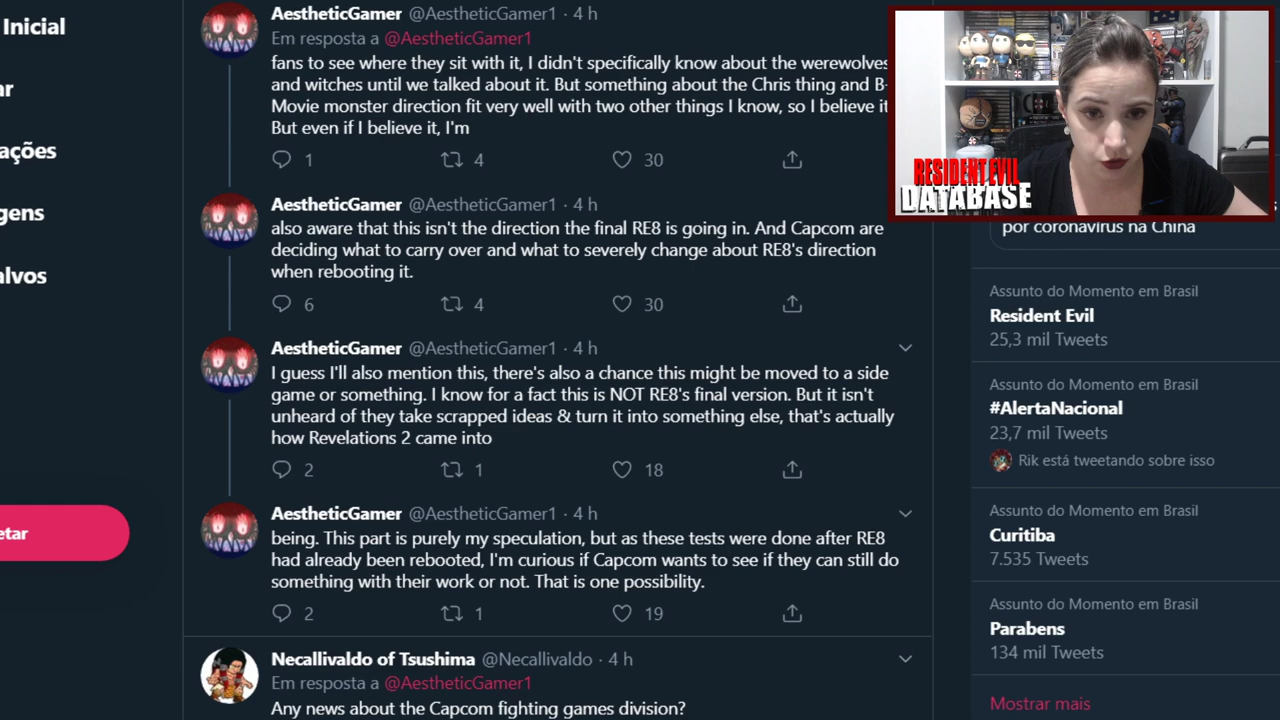 Inicial
ar
ações
gens
alvos
etar
AestheticGamer @AestheticGamer1 · 4 h
Em resposta a @AestheticGamer1
fans to see where they sit with it, I didn't specifically know about the werewolves
and witches until we talked about it. But something about the Chris thing and B-
Movie monster direction fit very well with two other things I know, so I believe it
But even if I believe it, I'm
1 4 30
AestheticGamer @AestheticGamer1 · 4 h
also aware that this isn't the direction the final RE8 is going in. And Capcom are
deciding what to carry over and what to severely change about RE8's direction
when rebooting it.
6 4 30
AestheticGamer @AestheticGamer1 · 4 h
I guess I'll also mention this, there's also a chance this might be moved to a side
game or something. I know for a fact this is NOT RE8's final version. But it isn't
unheard of they take scrapped ideas & turn it into something else, that's actually
how Revelations 2 came into
2 1 18
AestheticGamer @AestheticGamer1 · 4 h
being. This part is purely my speculation, but as these tests were done after RE8
had already been rebooted, I'm curious if Capcom wants to see if they can still do
something with their work or not. That is one possibility.
2 1 19
Necallivaldo of Tsushima @Necallivaldo · 4 h
Em resposta a @AestheticGamer1
Any news about the Capcom fighting games division?
RESIDENT EVIL
DATABASE
por coronavírus na China
Assunto do Momento em Brasil
Resident Evil
25,3 mil Tweets
Assunto do Momento em Brasil
#AlertaNacional
23,7 mil Tweets
Rik está tweetando sobre isso
Assunto do Momento em Brasil
Curitiba
7.535 Tweets
Assunto do Momento em Brasil
Parabens
134 mil Tweets
Mostrar mais